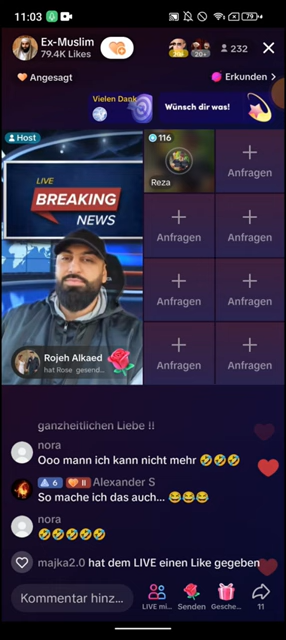 11:03
79
Ex-Muslim
79.4K Likes
20+
232
Angesagt
Erkunden >
Vielen Dank
Wünsch dir was!
Host
116
LIVE
BREAKING
NEWS
Reza
Anfragen
Anfragen
Anfragen
Anfragen
Anfragen
Anfragen
Anfragen
Rojeh Alkaed
hat Rose gesend...
ganzheitlichen Liebe !!
nora
Ooo mann ich kann nicht mehr 🤣🤣🤣
6 II Alexander S
So mache ich das auch... 😂😂😂
nora
🤣🤣🤣🤣🤣
majka2.0 hat dem LIVE einen Like gegeben
Kommentar hinz...
LIVE mi...
Senden
Gesche...
11